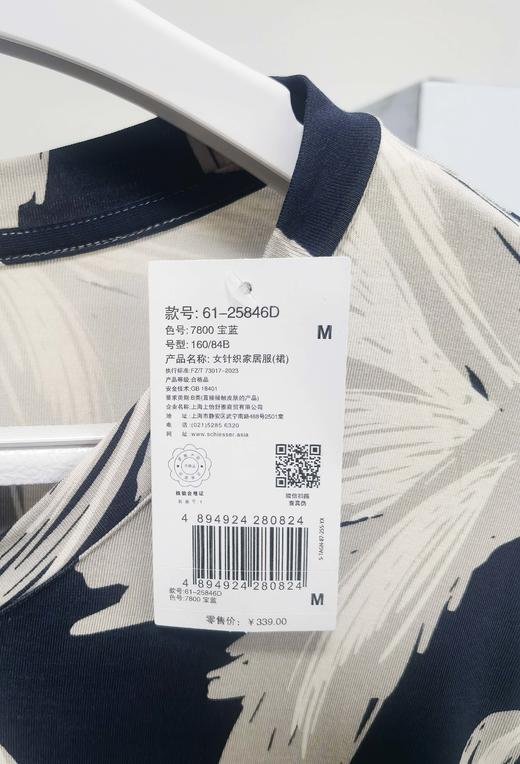 款号: 61-25846D
色号: 7800 宝蓝
M
号型: 160/84B
产品名称: 女针织家居服(裙)
执行标准: FZ/T 73017-2023
产品等级: 合格品
安全技术: GB 18401
B类(直接接触皮肤的产品)
企业名称: 上海上怡舒雅商贸有限公司
地 址: 上海市静安区武宁南路488号2501室
电 话: (021)5285 6320
网 址: www.schiesser.asia
检验合格证
微信扫描
查真伪
4 894924 280824
4 894924 280824
款号:61-25846D
色号:7800 宝蓝
M
零售价: ¥ 339.00